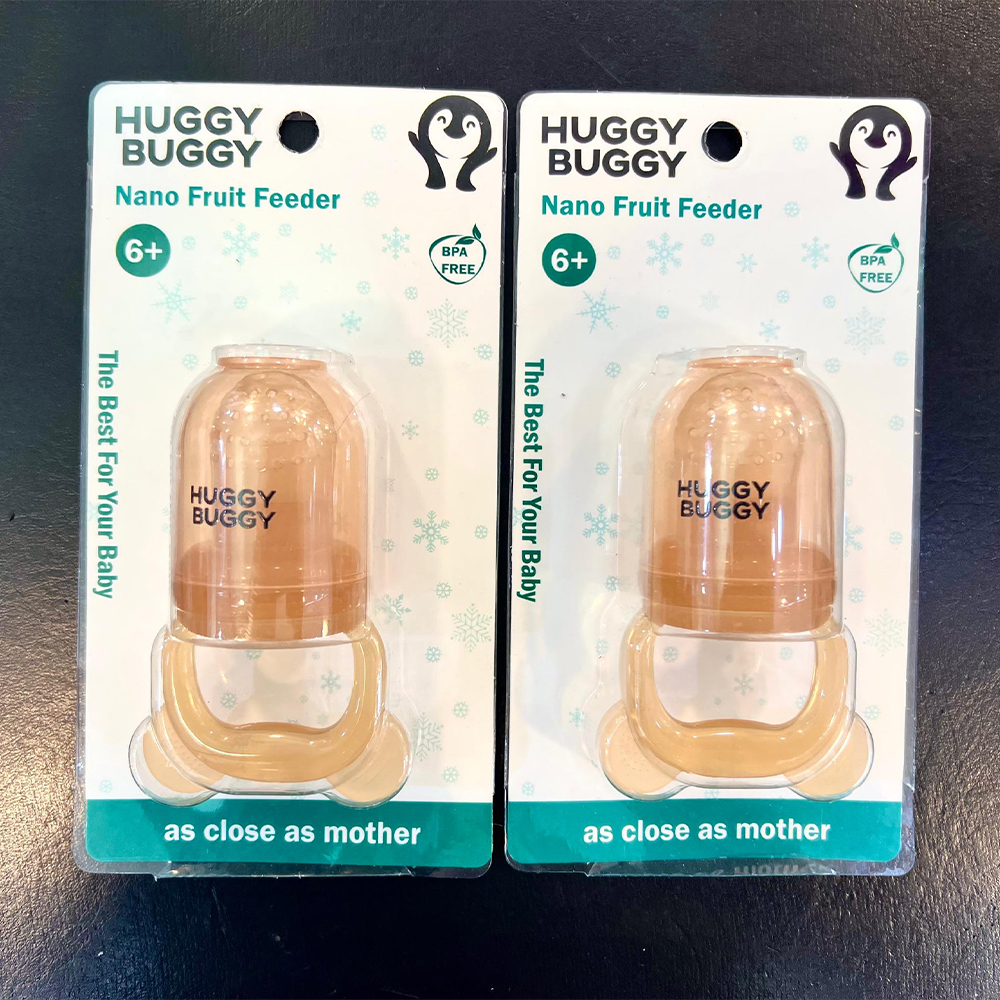 HUGGY
BUGGY
Nano Fruit Feeder
6+
BPA
FREE
The Best For Your Baby
HUGGY
BUGGY
as close as mother
HUGGY
BUGGY
Nano Fruit Feeder
6+
BPA
FREE
The Best For Your Baby
HUGGY
BUGGY
as close as mother